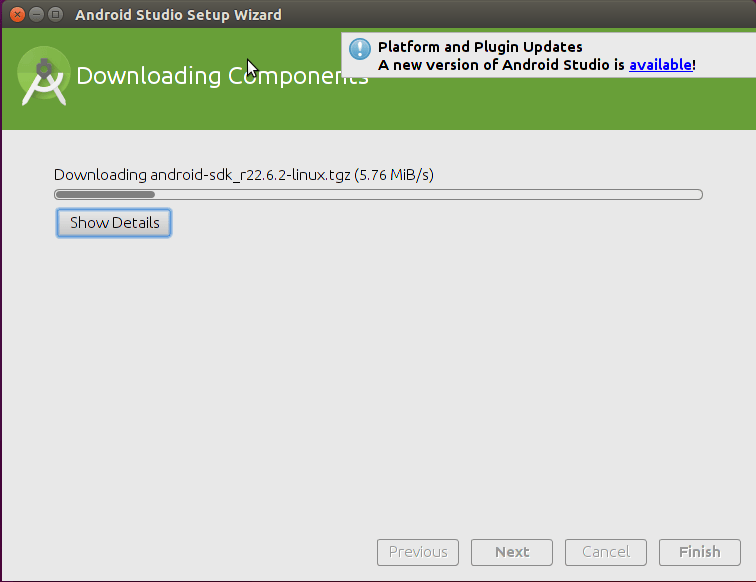 Android Studio Setup Wizard
Platform and Plugin Updates
A new version of Android Studio is available!
Downloading Components
Downloading android-sdk_r22.6.2-linux.tgz (5.76 MiB/s)
Show Details
Previous Next Cancel Finish